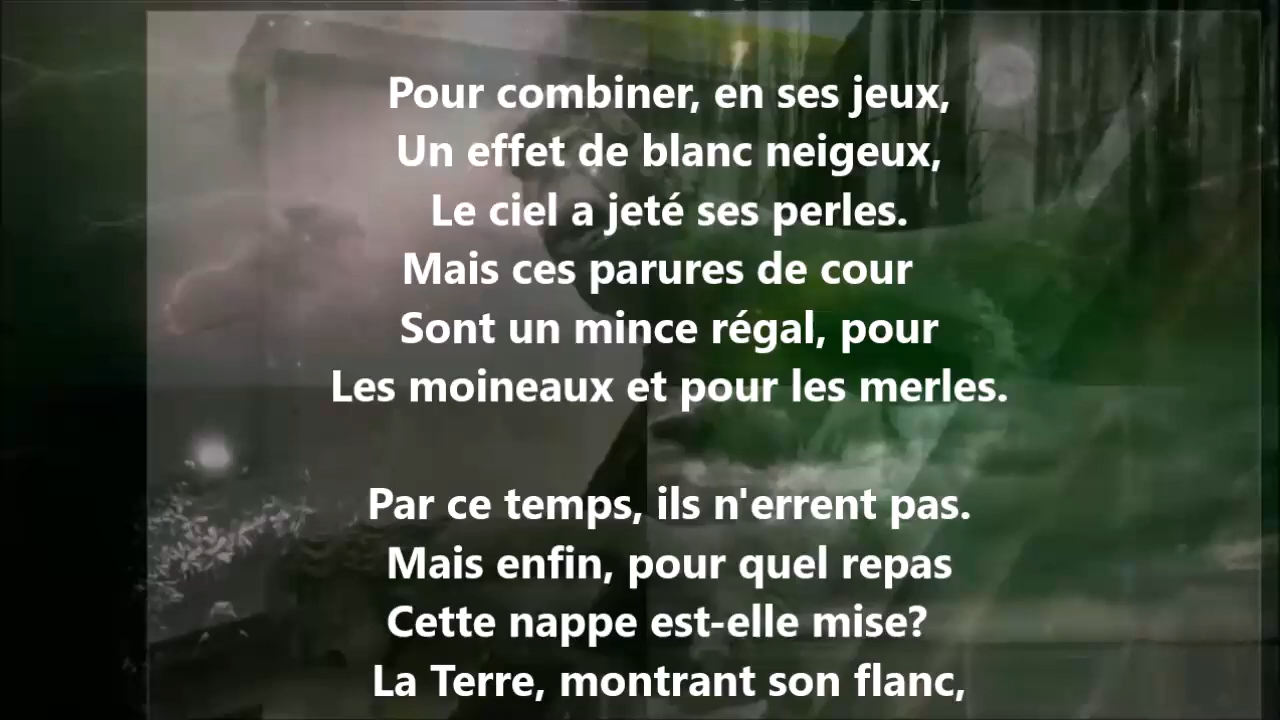 Pour combiner, en ses jeux,
Un effet de blanc neigeux,
Le ciel a jeté ses perles.
Mais ces parures de cour
Sont un mince régal, pour
Les moineaux et pour les merles.
Par ce temps, ils n'errent pas.
Mais enfin, pour quel repas
Cette nappe est-elle mise?
La Terre, montrant son flanc,